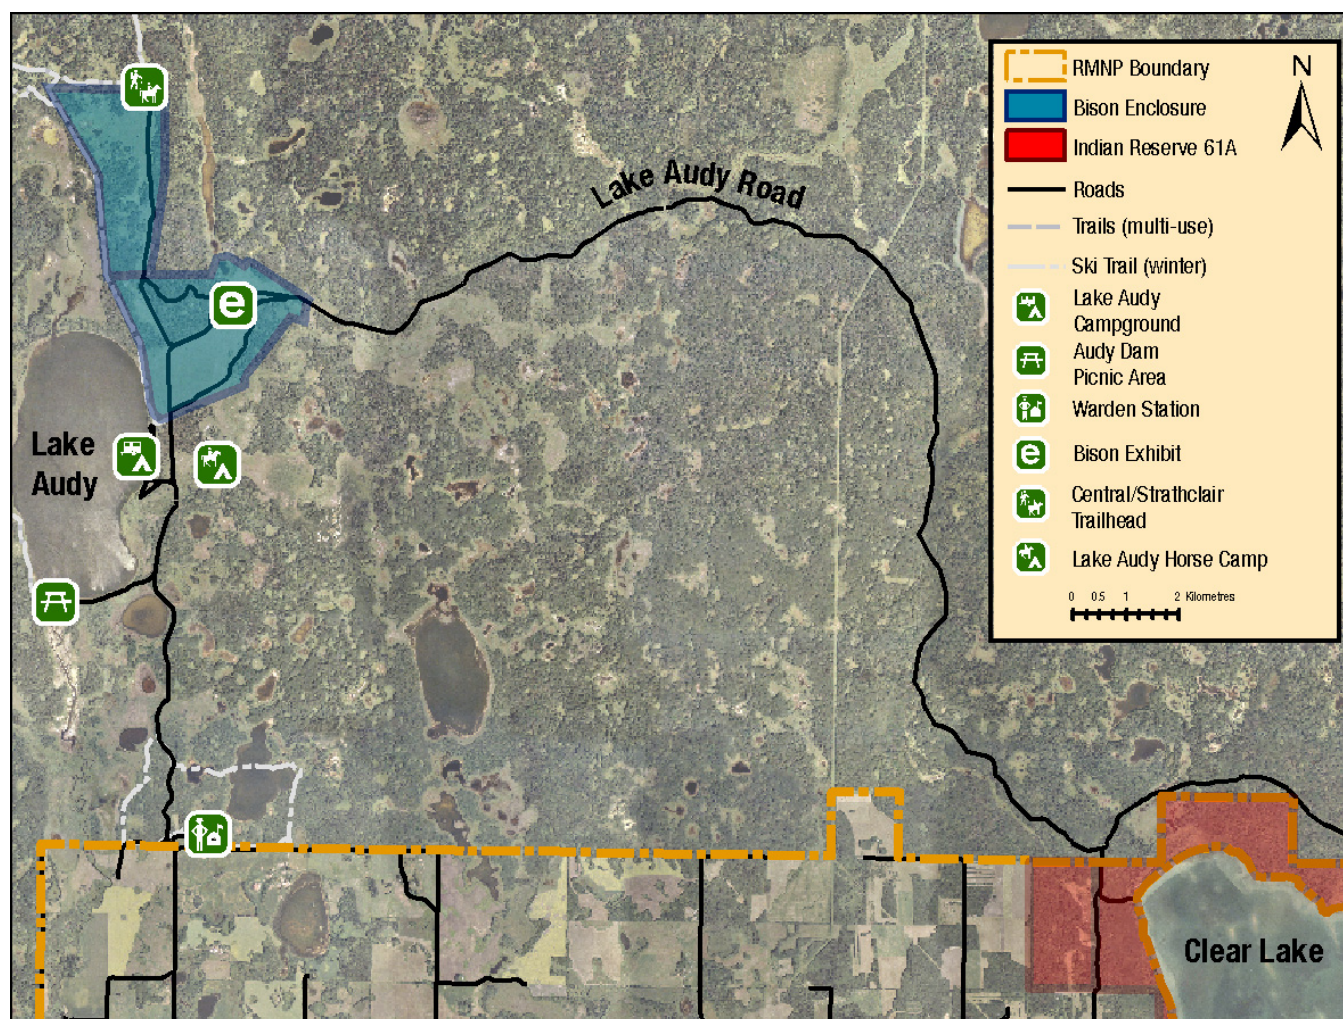 RMNP Boundary
N
Bison Enclosure
Indian Reserve 61A
Roads
Trails (multi-use)
Ski Trail (winter)
Lake Audy
Campground
Audy Dam
Picnic Area
Warden Station
e
Bison Exhibit
Central/Strathclair
Trailhead
Lake Audy Horse Camp
0 0.5 1 2 Kilometres
Lake Audy Road
e
Lake
Audy
Clear Lake